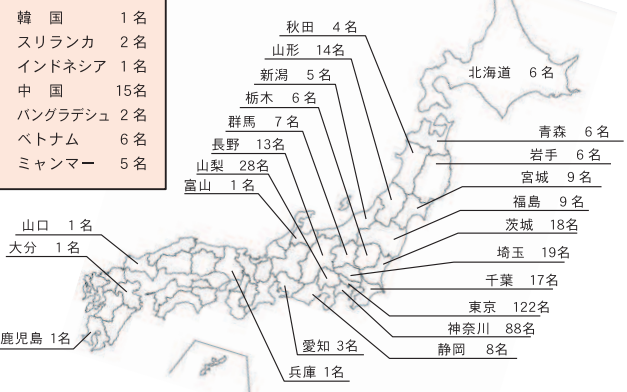 韓　国　　　1名
スリランカ　2名
インドネシア　1名
中　国　　　15名
バングラデシュ　2名
ベトナム　　6名
ミャンマー　5名
秋田　4名
山形　14名
新潟　5名
栃木　6名
群馬　7名
長野　13名
山梨　28名
富山　1名
北海道　6名
青森　6名
岩手　6名
宮城　9名
福島　9名
茨城　18名
埼玉　19名
千葉　17名
東京　122名
神奈川　88名
静岡　8名
愛知 3名
兵庫 1名
山口　1名
大分　1名
鹿児島 1名